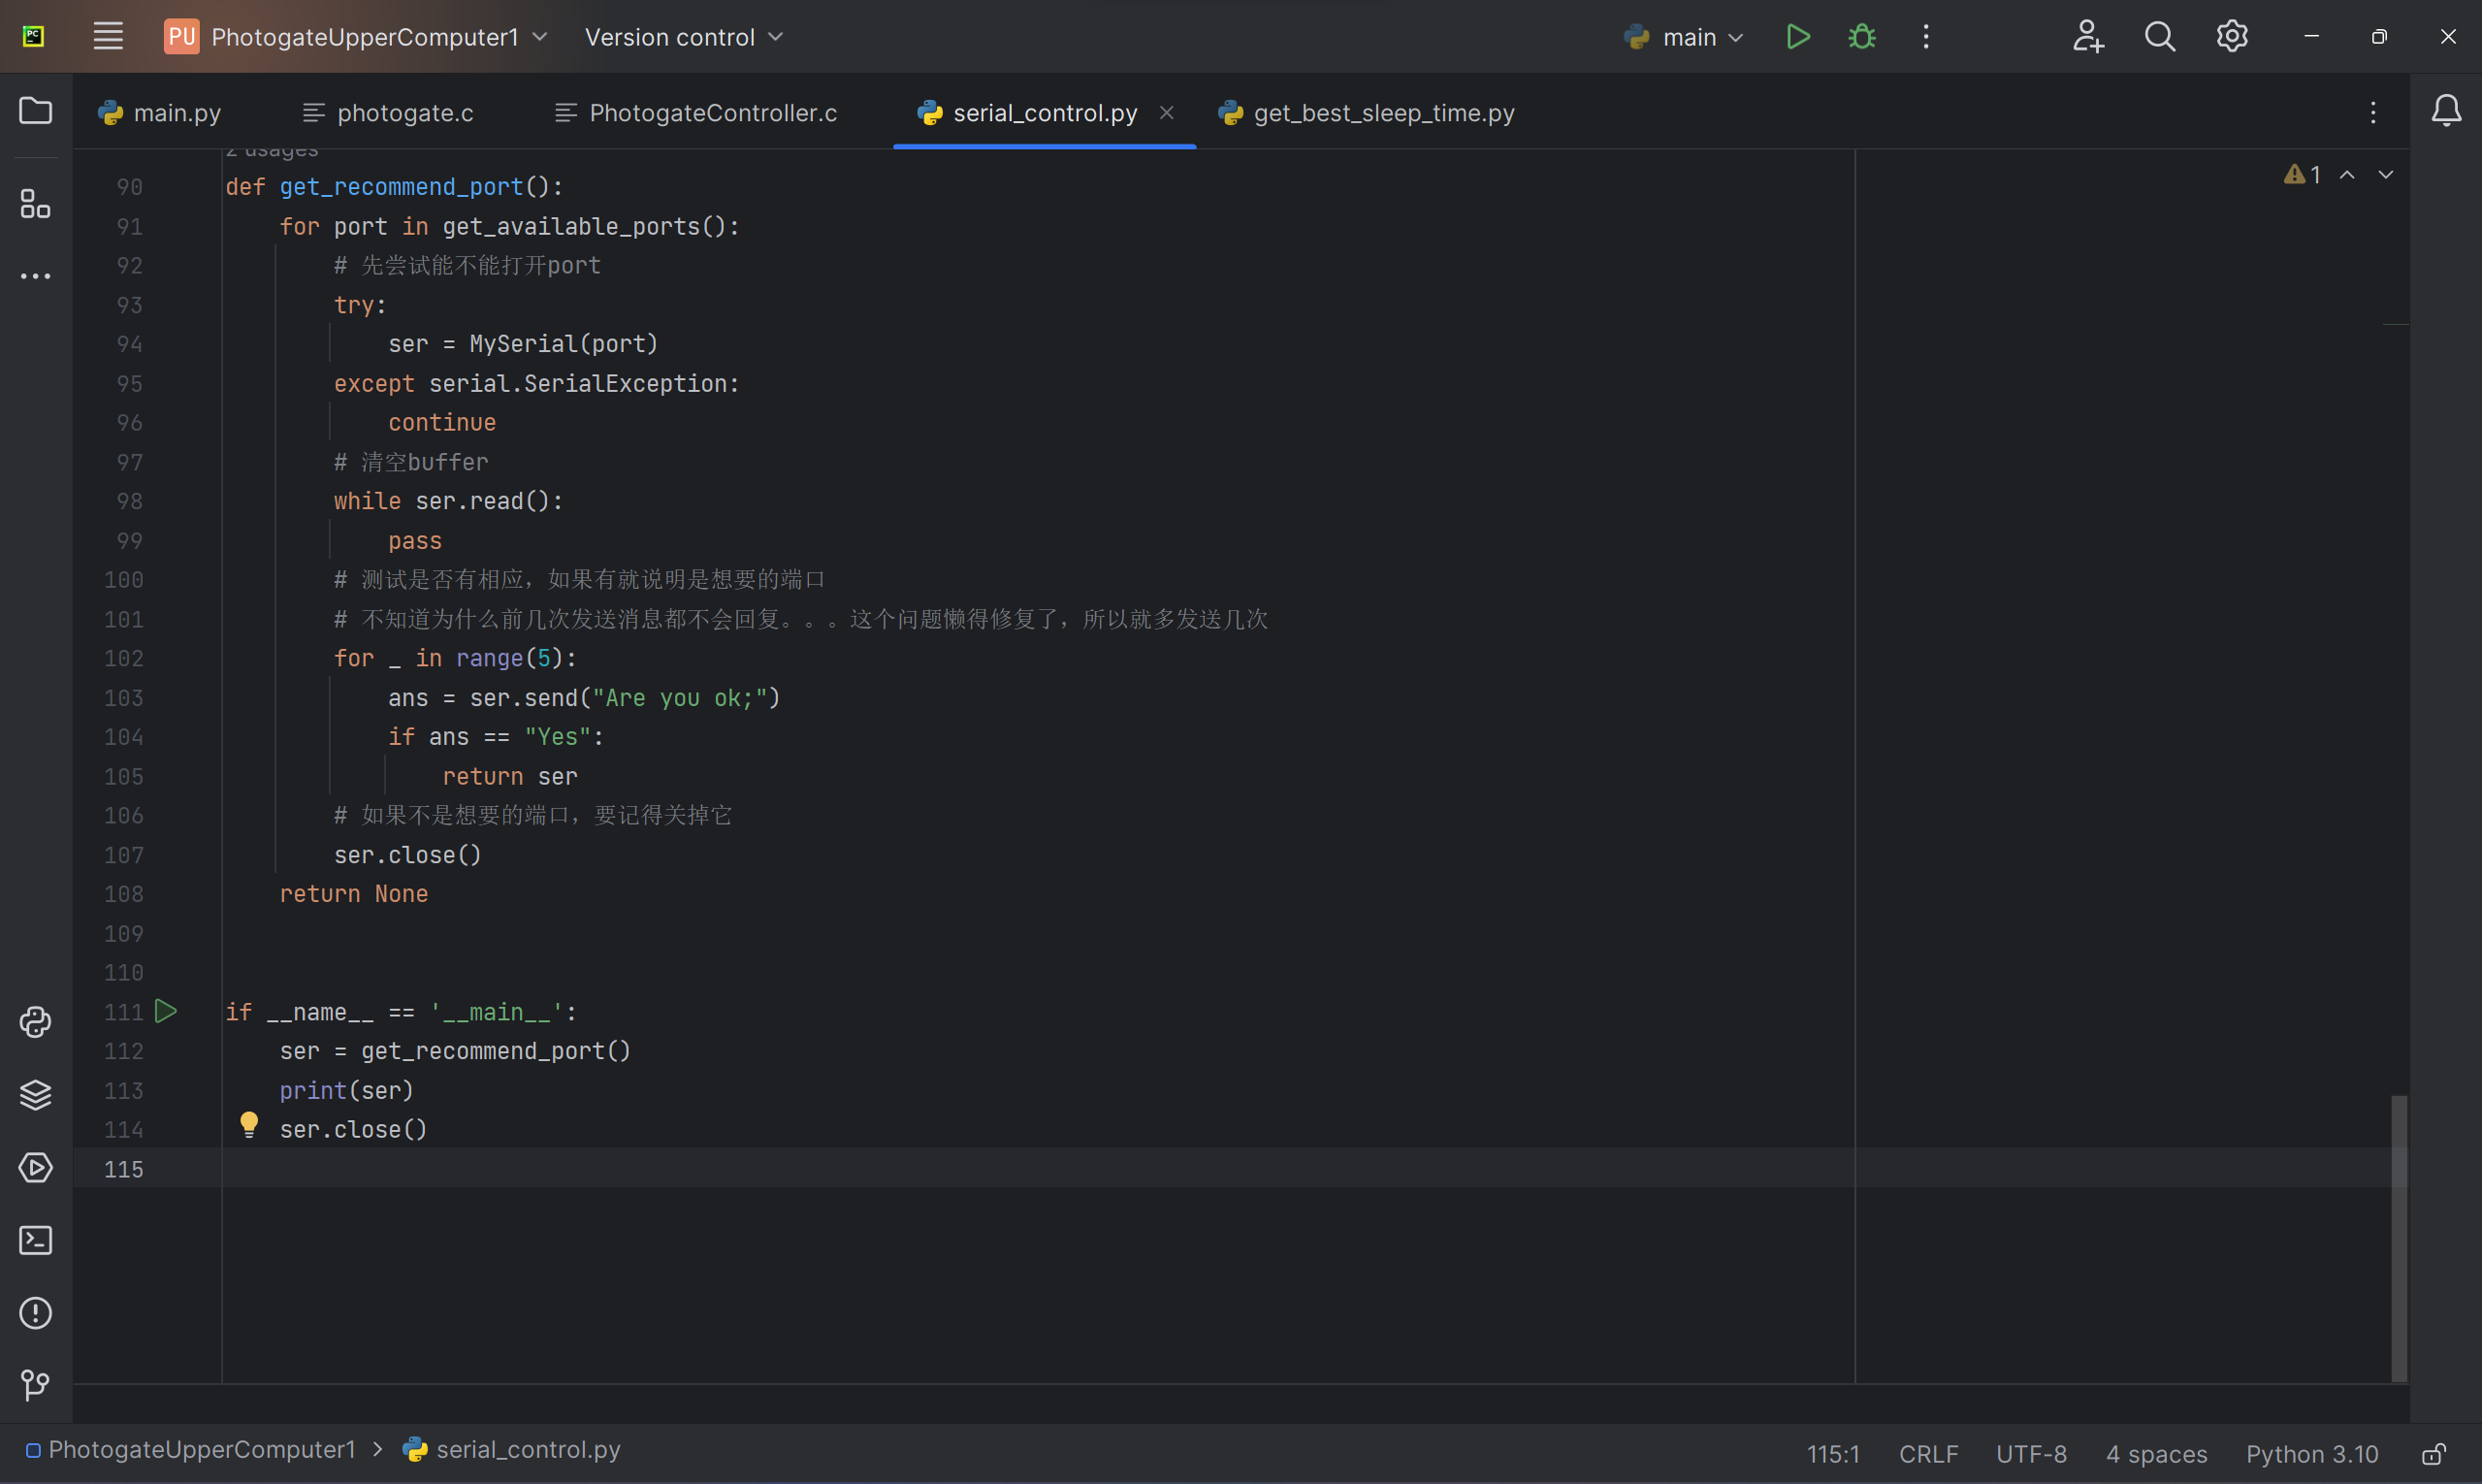 PC
PU PhotogateUpperComputer1 Version control main
main.py photogate.c PhotogateController.c serial_control.py get_best_sleep_time.py
2 usages
1
90 def get_recommend_port():
91 for port in get_available_ports():
92 # 先尝试能不能打开port
93 try:
94 ser = MySerial(port)
95 except serial.SerialException:
96 continue
97 # 清空buffer
98 while ser.read():
99 pass
100 # 测试是否有相应，如果有就说明是想要的端口
101 # 不知道为什么前几次发送消息都不会回复。。。这个问题懒得修复了，所以就多发送几次
102 for _ in range(5):
103 ans = ser.send("Are you ok;")
104 if ans == "Yes":
105 return ser
106 # 如果不是想要的端口，要记得关掉它
107 ser.close()
108 return None
109
110
111 if __name__ == '__main__':
112 ser = get_recommend_port()
113 print(ser)
114 ser.close()
115
PhotogateUpperComputer1 > serial_control.py 115:1 CRLF UTF-8 4 spaces Python 3.10